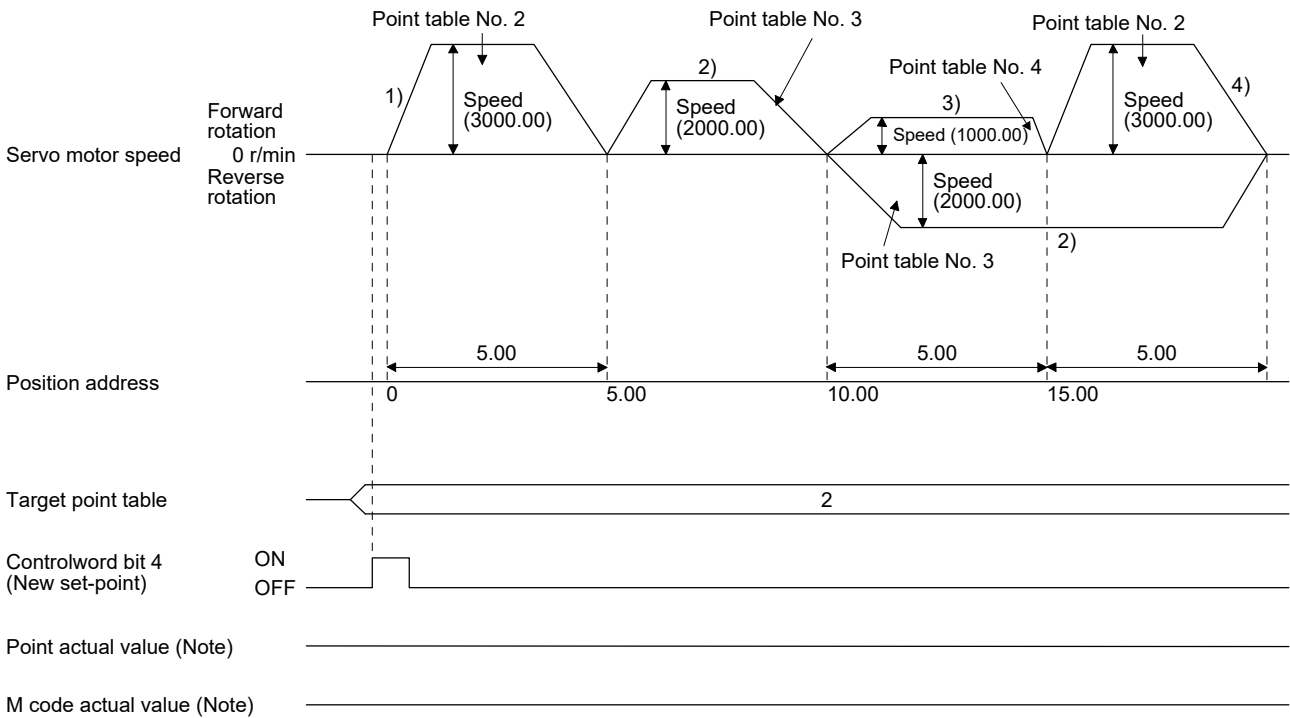 Point table No. 2
Point table No. 3
Point table No. 2
Point table No. 4
1)
2)
3)
4)
Speed
(3000.00)
Speed
(2000.00)
Speed (1000.00)
Speed
(3000.00)
Forward
rotation
Servo motor speed
0 r/min
Reverse
rotation
Speed
(2000.00)
2)
Point table No. 3
5.00
5.00
5.00
Position address
0
5.00
10.00
15.00
Target point table
2
Controlword bit 4
(New set-point)
ON
OFF
Point actual value (Note)
M code actual value (Note)